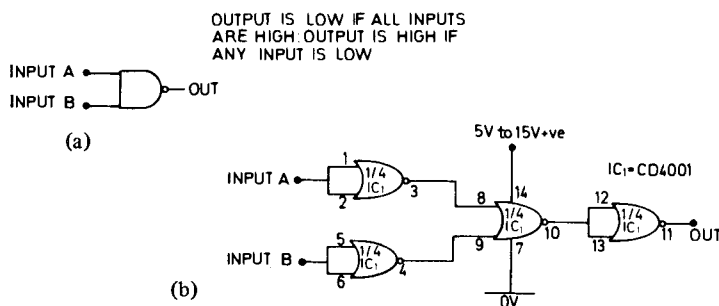 OUTPUT IS LOW IF ALL INPUTS
ARE HIGH: OUTPUT IS HIGH IF
ANY INPUT IS LOW
INPUT A
OUT
INPUT B
(a)
5V to 15V+ve
IC₁=CD4001
INPUT A
1
2
1/4
IC₁
3
8
9
14
1/4
IC₁
7
10
12
13
1/4
IC₁
11
OUT
INPUT B
5
6
1/4
IC₁
4
(b)
0V